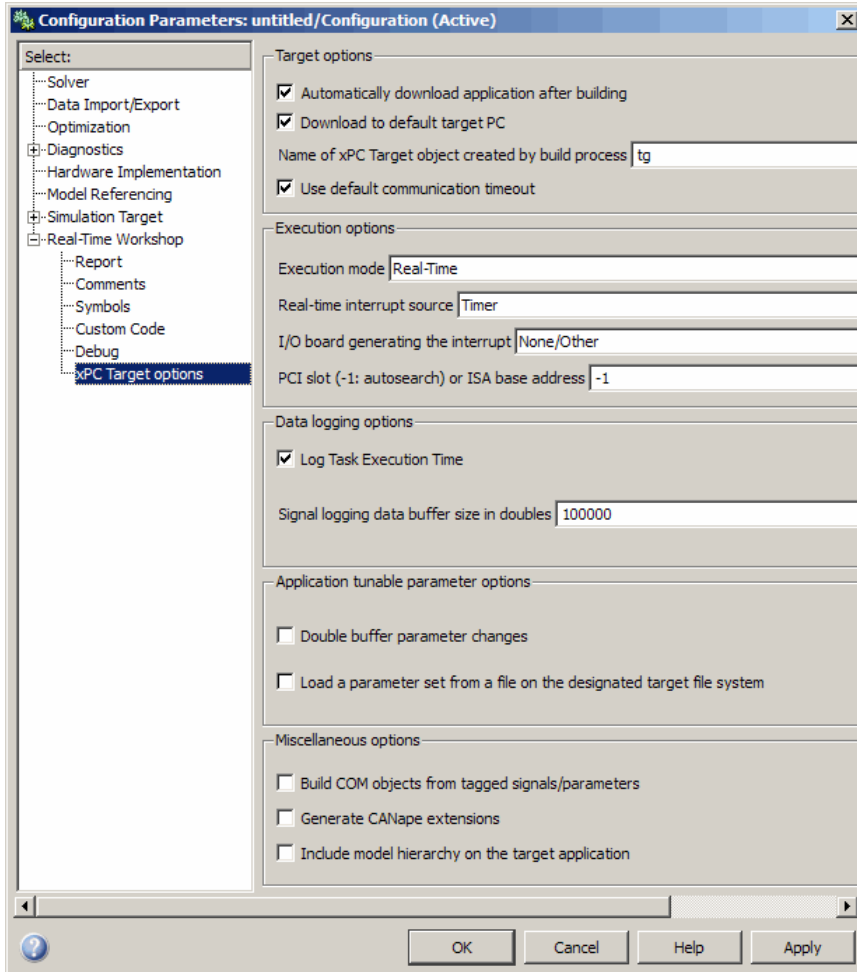 Configuration Parameters: untitled/Configuration (Active)
Select:
Solver
Data Import/Export
Optimization
Diagnostics
Hardware Implementation
Model Referencing
Simulation Target
Real-Time Workshop
Report
Comments
Symbols
Custom Code
Debug
xPC Target options
Target options
Automatically download application after building
Download to default target PC
Name of xPC Target object created by build process tg
Use default communication timeout
Execution options
Execution mode Real-Time
Real-time interrupt source Timer
I/O board generating the interrupt None/Other
PCI slot (-1: autosearch) or ISA base address -1
Data logging options
Log Task Execution Time
Signal logging data buffer size in doubles 100000
Application tunable parameter options
Double buffer parameter changes
Load a parameter set from a file on the designated target file system
Miscellaneous options
Build COM objects from tagged signals/parameters
Generate CANape extensions
Include model hierarchy on the target application
OK Cancel Help Apply